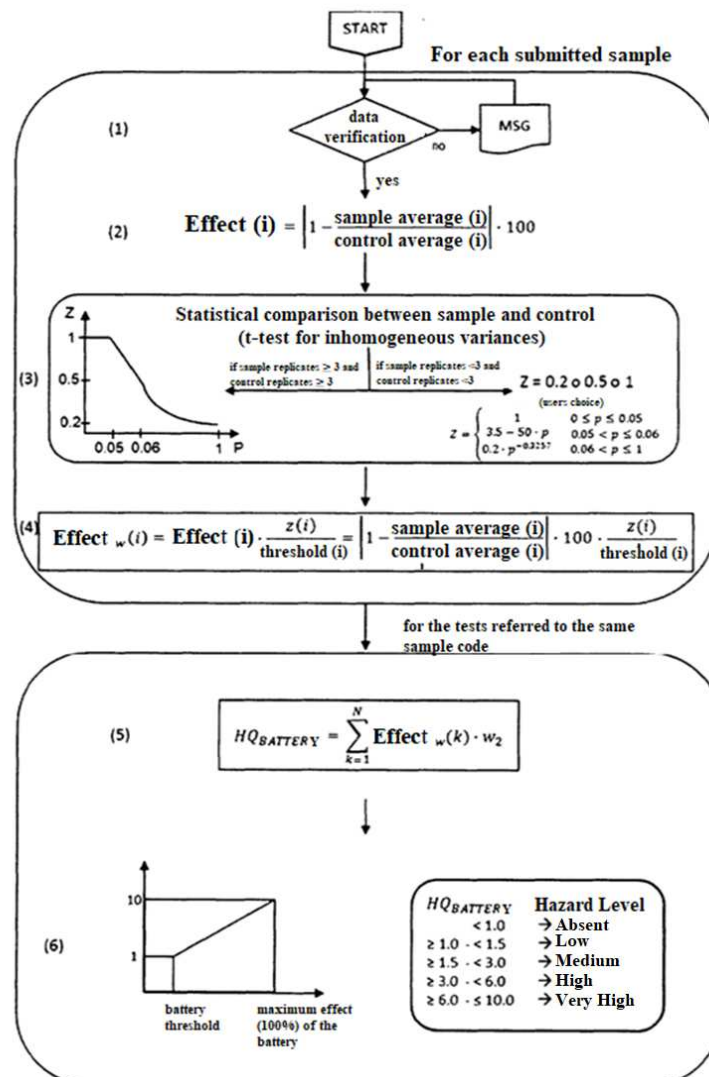 START
For each submitted sample
(1)
data
verification
no
MSG
yes
(2)
Effect (i) = |1 - sample average (i) / control average (i)| · 100
(3)
Statistical comparison between sample and control
(t-test for inhomogeneous variances)
Z
1
0.5
0.2
0.05 0.06 1 P
if sample replicates ≥ 3 and
control replicates ≥ 3
if sample replicates <3 and
control replicates <3
Z = 0.2 o 0.5 o 1
(users choice)
Z = { 1 0 ≤ p ≤ 0.05
3.5 - 50 · p 0.05 < p ≤ 0.06
0.2 · p^-0.3257 0.06 < p ≤ 1
(4)
Effect w(i) = Effect (i) · z(i) / threshold (i) = |1 - sample average (i) / control average (i)| · 100 · z(i) / threshold (i)
for the tests referred to the same
sample code
(5)
HQ_BATTERY = ∑ k=1 N Effect w(k) · w2
(6)
10
1
battery
threshold
maximum effect
(100%) of the
battery
HQ_BATTERY Hazard Level
< 1.0 → Absent
≥ 1.0 - < 1.5 → Low
≥ 1.5 - < 3.0 → Medium
≥ 3.0 - < 6.0 → High
≥ 6.0 - ≤ 10.0 → Very High